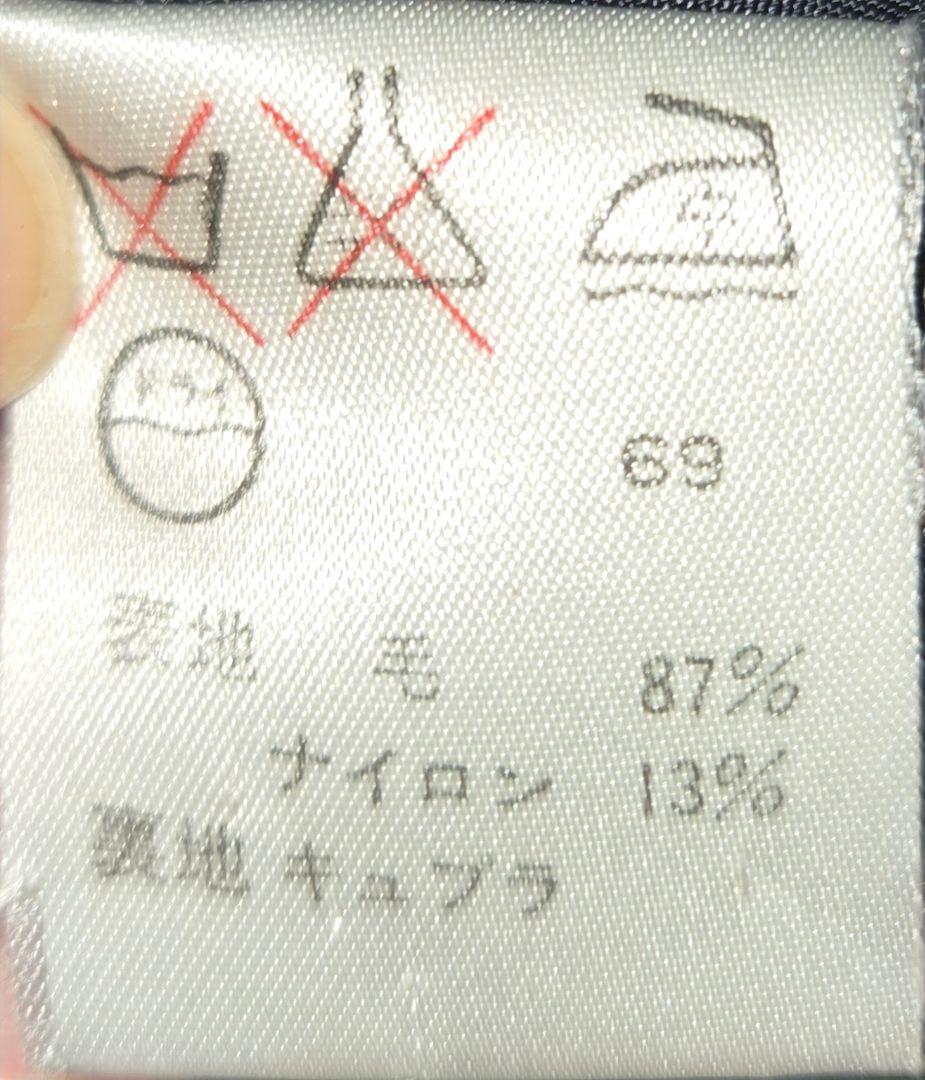 中
ドライ
69
表地 毛 87%
ナイロン 13%
裏地 キュプラ